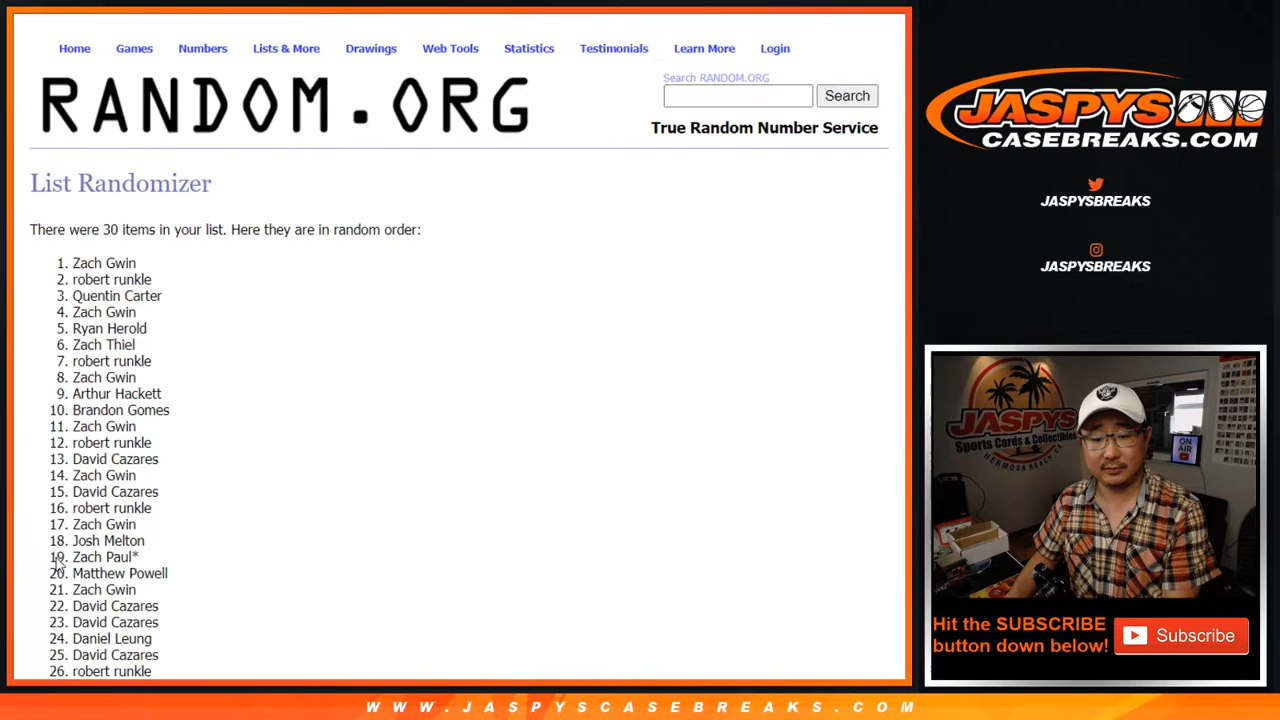 Home Games Numbers Lists & More Drawings Web Tools Statistics Testimonials Learn More Login
Search RANDOM.ORG
RANDOM.ORG
Search
True Random Number Service
List Randomizer
There were 30 items in your list. Here they are in random order:
1. Zach Gwin
2. robert runkle
3. Quentin Carter
4. Zach Gwin
5. Ryan Herold
6. Zach Thiel
7. robert runkle
8. Zach Gwin
9. Arthur Hackett
10. Brandon Gomes
11. Zach Gwin
12. robert runkle
13. David Cazares
14. Zach Gwin
15. David Cazares
16. robert runkle
17. Zach Gwin
18. Josh Melton
19. Zach Paul*
20. Matthew Powell
21. Zach Gwin
22. David Cazares
23. David Cazares
24. Daniel Leung
25. David Cazares
26. robert runkle
JASPYS
CASEBREAKS.COM
JASPYSBREAKS
JASPYSBREAKS
JASPYS
Sports Cards & Collectibles
HERMOSA BEACH, CA
ON
AIR
Hit the SUBSCRIBE
button down below!
Subscribe
WWW.JASPYSCASEBREAKS.COM